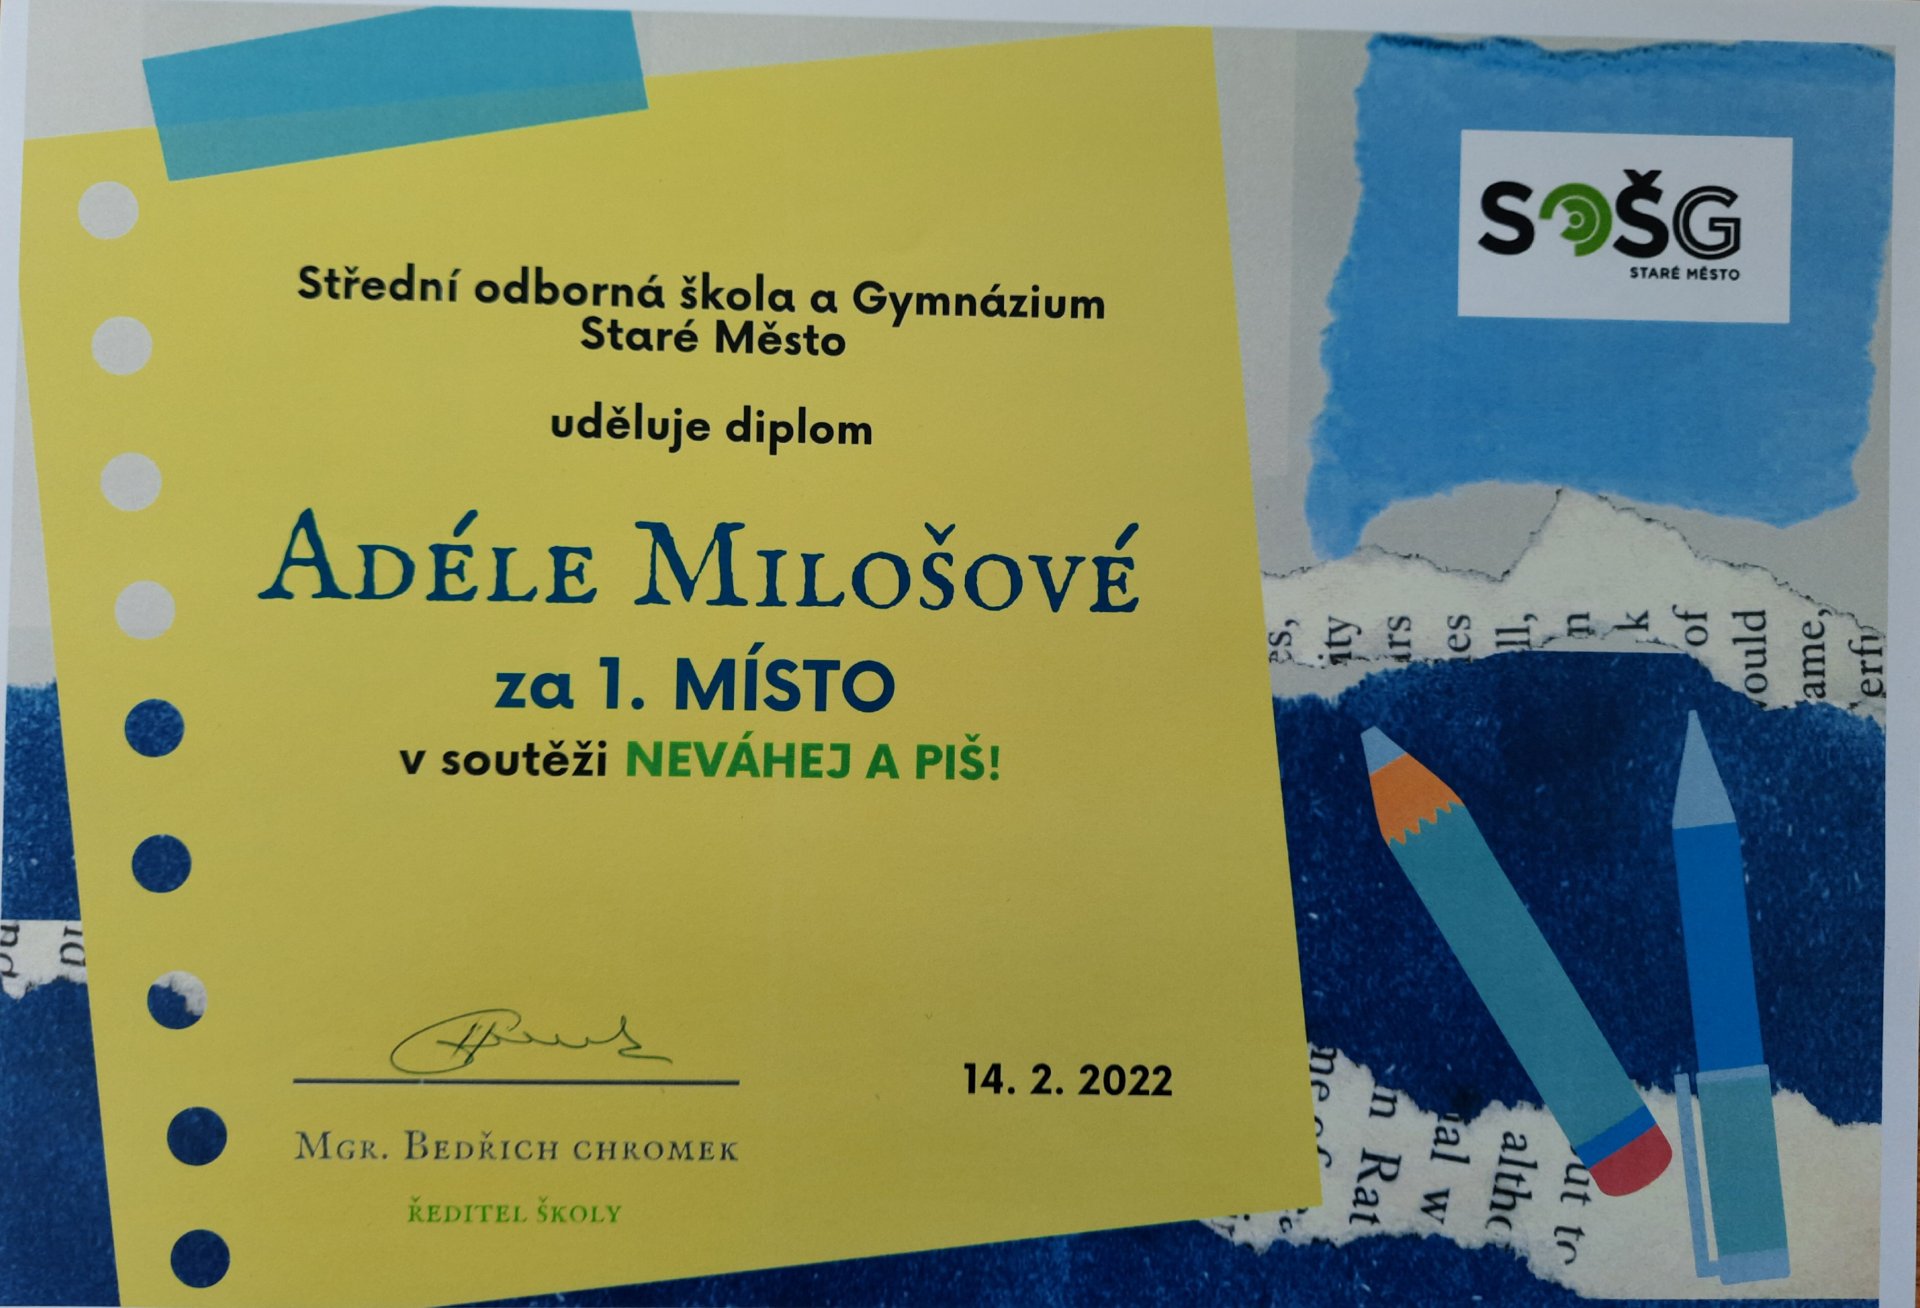 SOŠG
STARÉ MĚSTO
Střední odborná škola a Gymnázium
Staré Město
uděluje diplom
ADÉLE MILOŠOVÉ
za 1. MÍSTO
v soutěži NEVÁHEJ A PIŠ!
14. 2. 2022
MGR. BEDŘICH CHROMEK
ŘEDITEL ŠKOLY
of